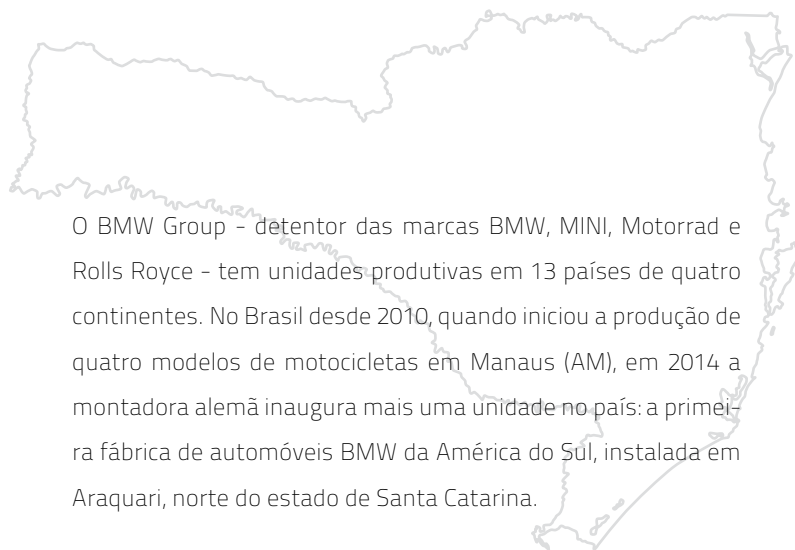 O BMW Group - detentor das marcas BMW, MINI, Motorrad e
Rolls Royce - tem unidades produtivas em 13 países de quatro
continentes. No Brasil desde 2010, quando iniciou a produção de
quatro modelos de motocicletas em Manaus (AM), em 2014 a
montadora alemã inaugura mais uma unidade no país: a primei-
ra fábrica de automóveis BMW da América do Sul, instalada em
Araquari, norte do estado de Santa Catarina.